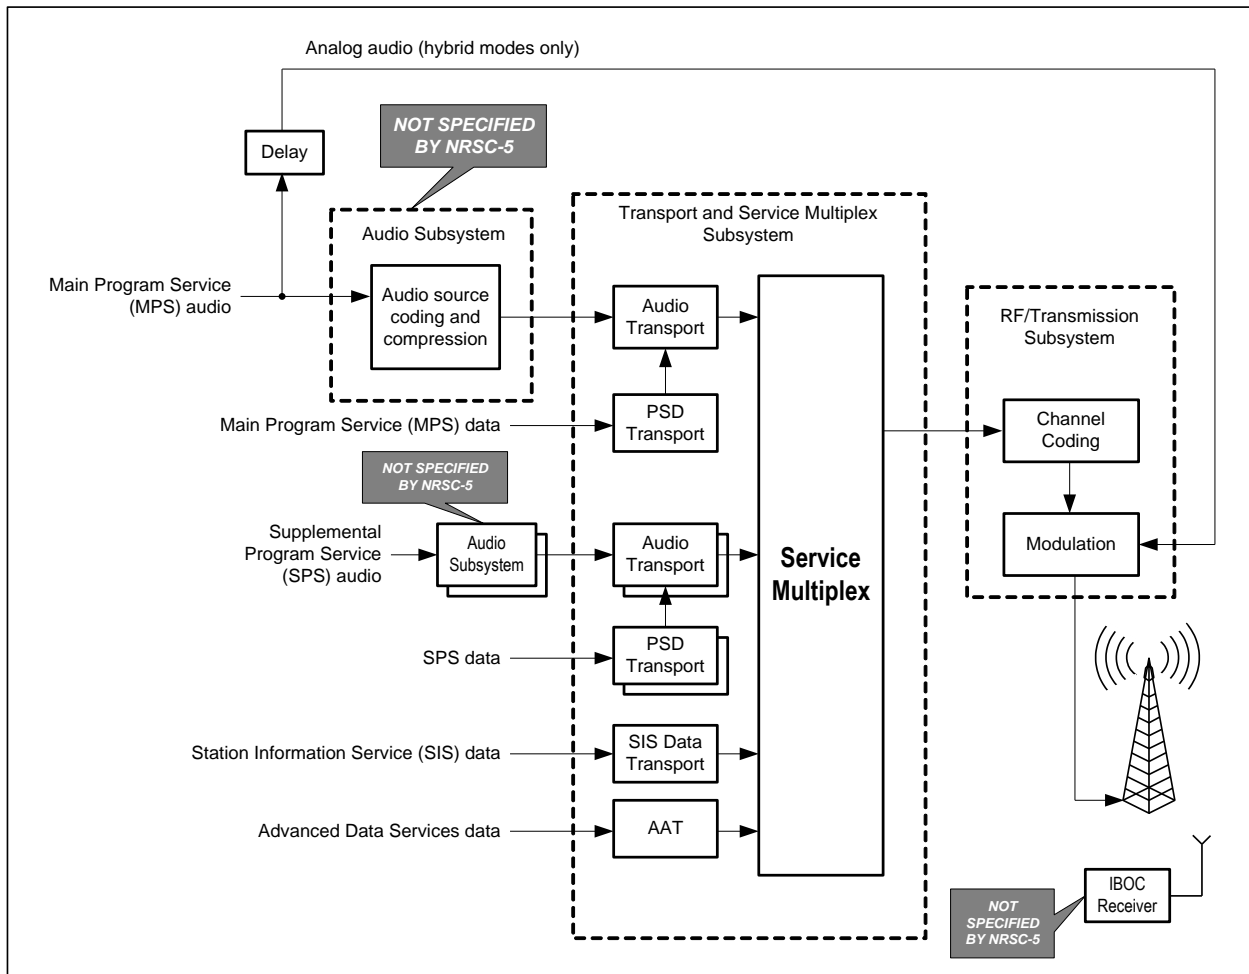 Analog audio (hybrid modes only)
NOT SPECIFIED
BY NRSC-5
Delay
Transport and Service Multiplex
Subsystem
Audio Subsystem
Main Program Service
(MPS) audio
Audio source
coding and
compression
Audio
Transport
RF/Transmission
Subsystem
Main Program Service (MPS) data
PSD
Transport
Channel
Coding
NOT SPECIFIED
BY NRSC-5
Supplemental
Program Service
(SPS) audio
Audio
Subsystem
Audio
Transport
Service
Multiplex
Modulation
SPS data
PSD
Transport
Station Information Service (SIS) data
SIS Data
Transport
Advanced Data Services data
AAT
IBOC
Receiver
NOT
SPECIFIED
BY NRSC-5